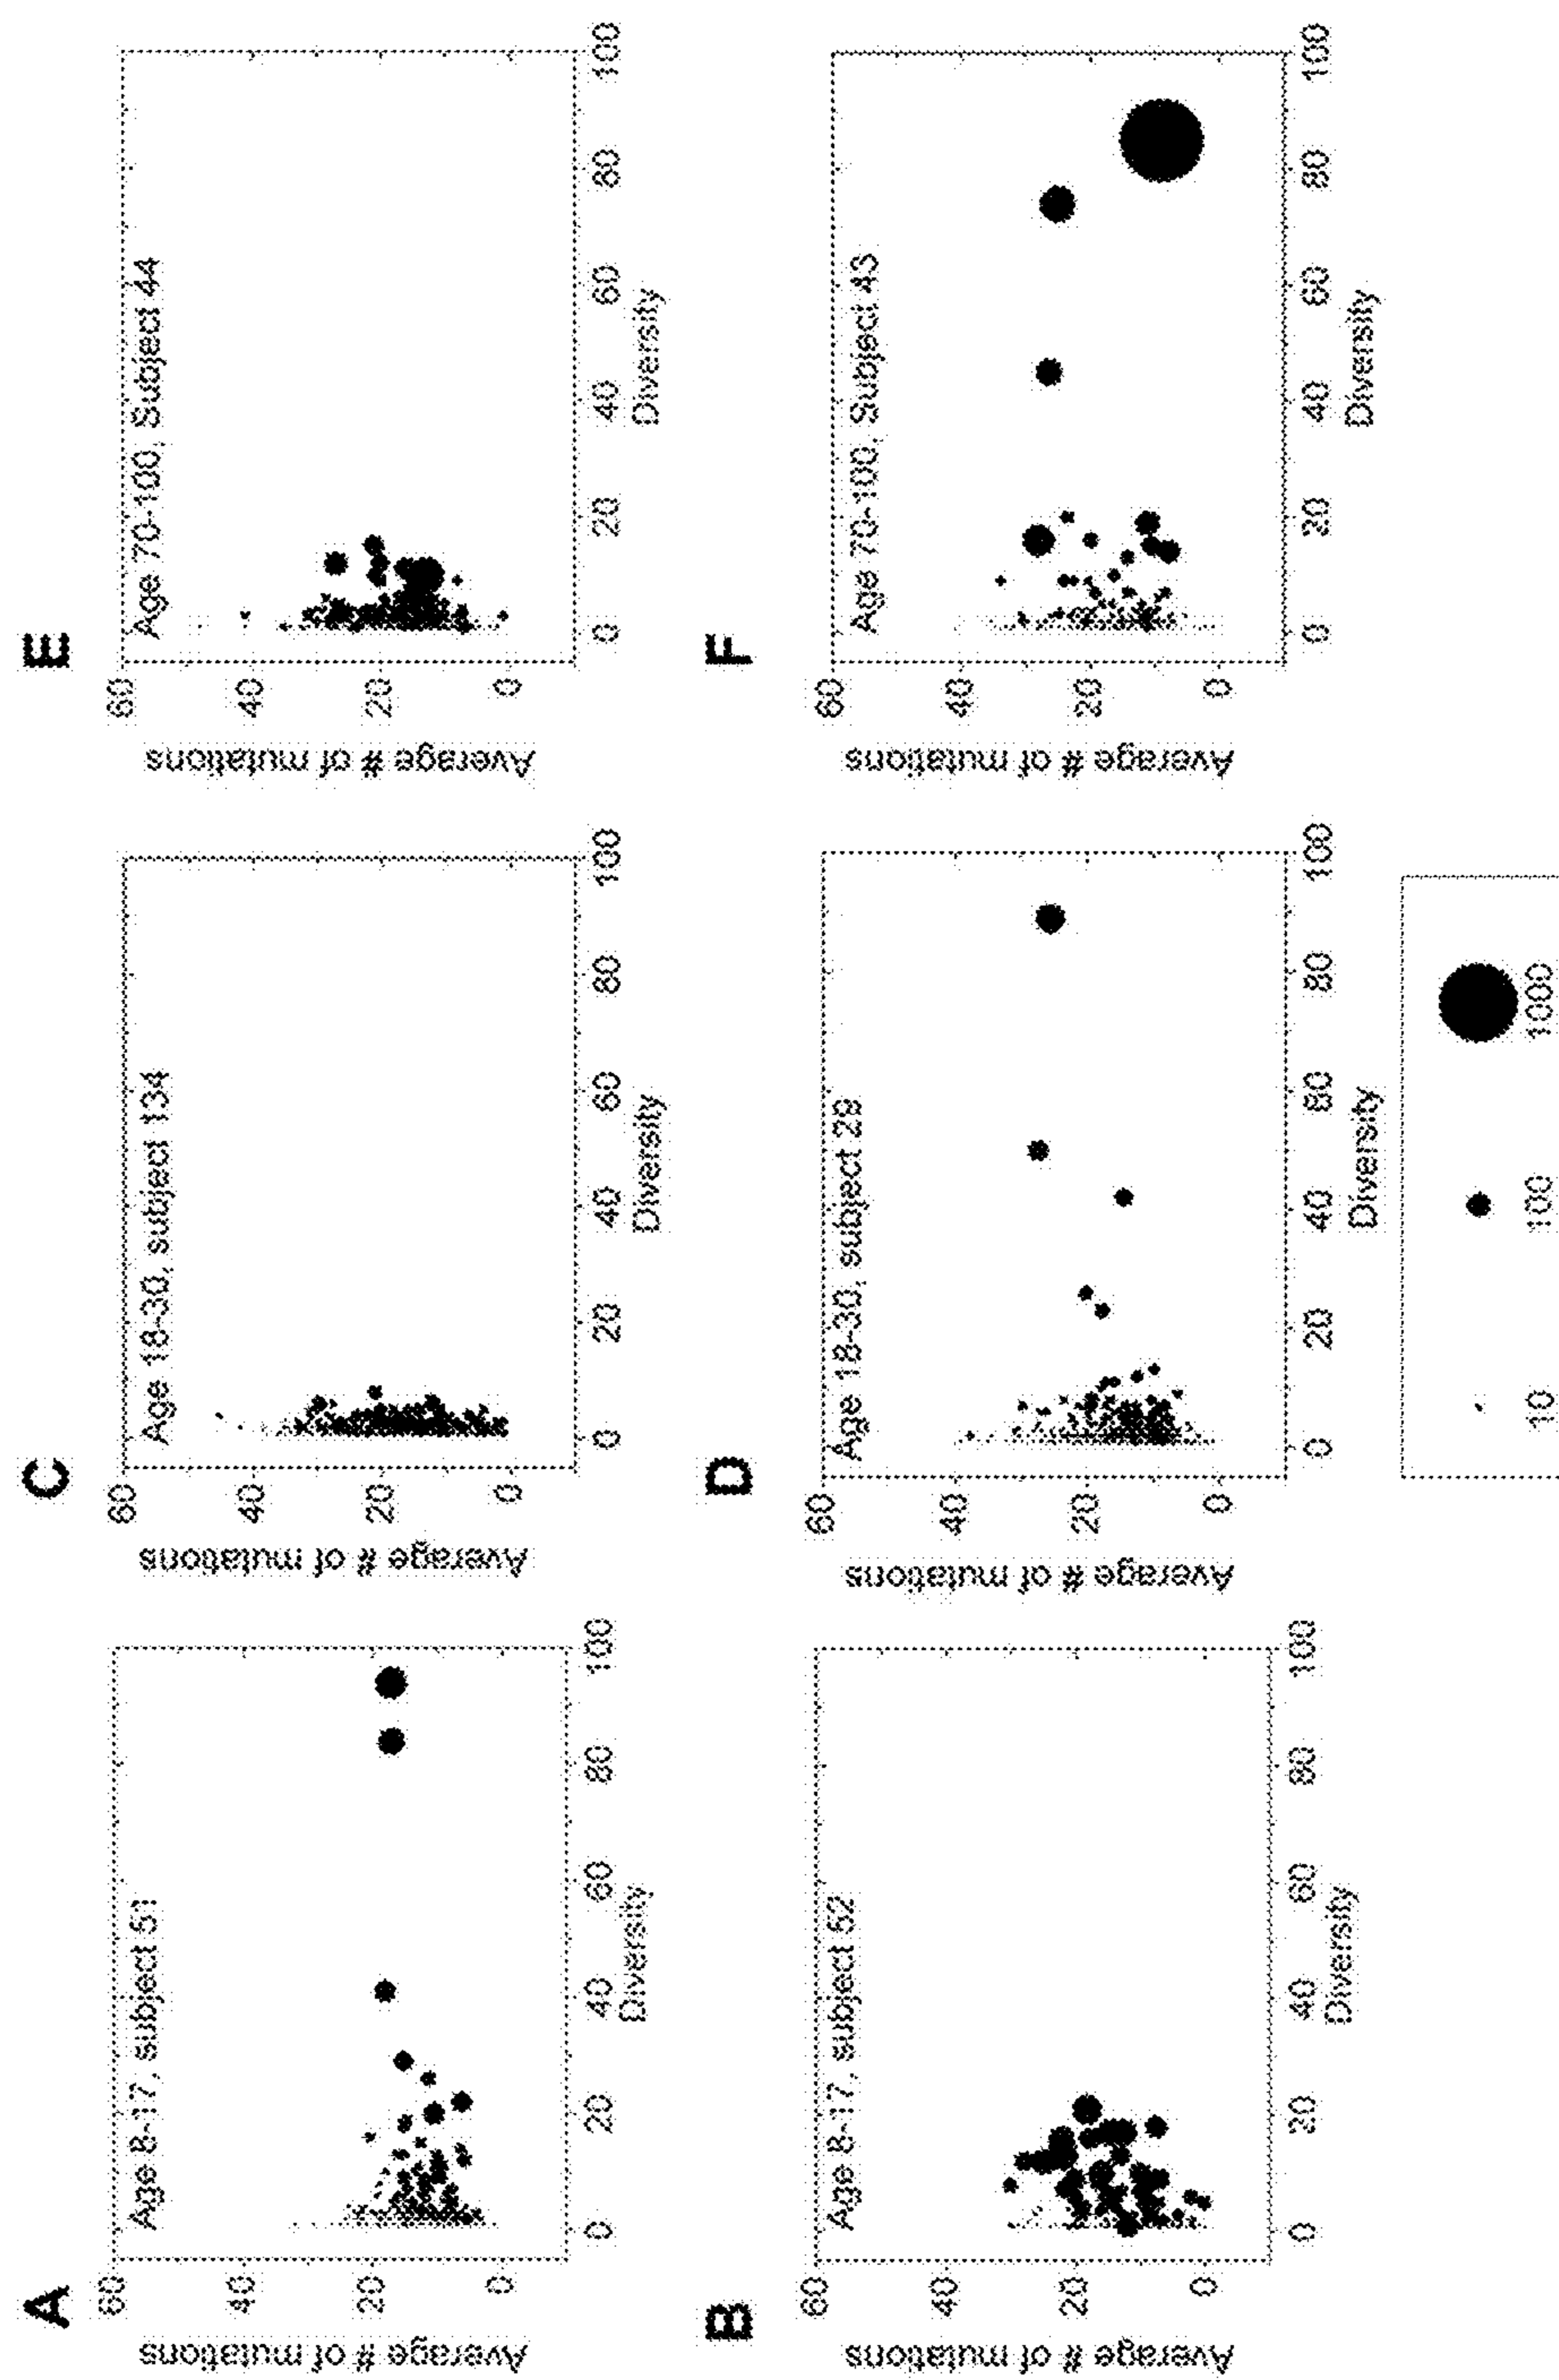 A
Age 8-17, subject 51
60
40
20
0
Average # of mutations
0 20 40 60 80 100
Diversity
C
Age 18-30, subject 134
60
40
20
0
Average # of mutations
0 20 40 60 80 100
Diversity
E
Age 70-100, Subject 44
60
40
20
0
Average # of mutations
0 20 40 60 80 100
Diversity
B
Age 8-17, subject 52
60
40
20
0
Average # of mutations
0 20 40 60 80 100
Diversity
D
Age 18-30, subject 29
60
40
20
0
Average # of mutations
0 20 40 60 80 100
Diversity
F
Age 70-100, Subject 43
60
40
20
0
Average # of mutations
0 20 40 60 80 100
Diversity
10 100 1000